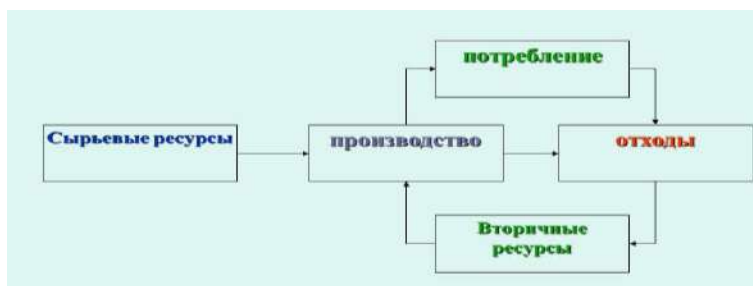 потребление
Сырьевые ресурсы
производство
отходы
Вторичные
ресурсы